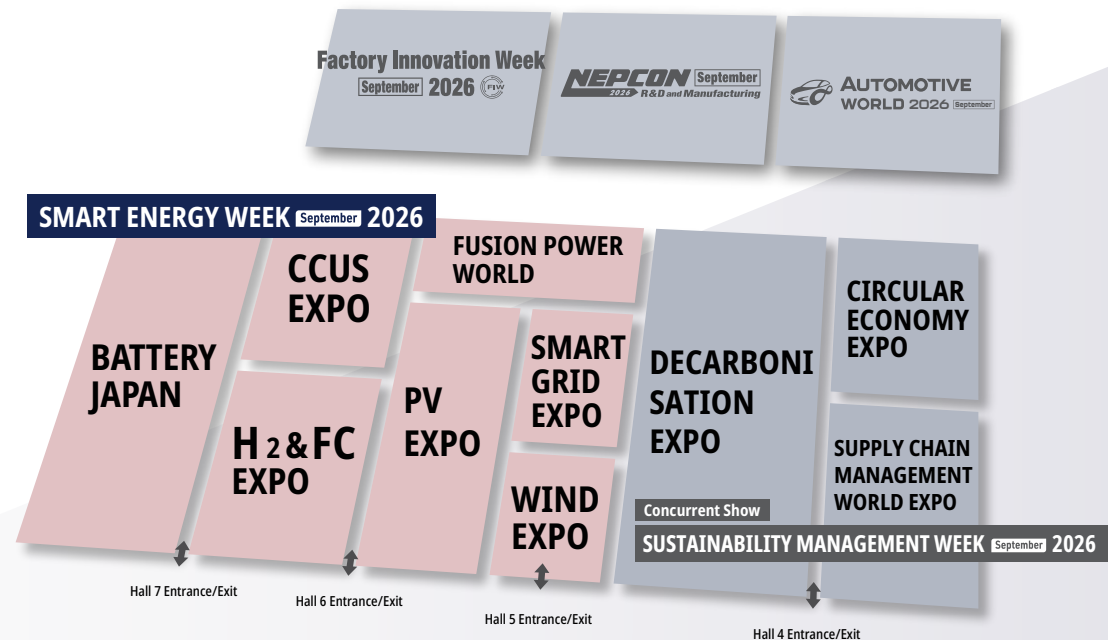 Factory Innovation Week
September 2026 FIW
NEPCON September
2026 R&D and Manufacturing
AUTOMOTIVE
WORLD 2026 September
SMART ENERGY WEEK September 2026
BATTERY
JAPAN
CCUS
EXPO
H2&FC
EXPO
FUSION POWER
WORLD
PV
EXPO
SMART
GRID
EXPO
WIND
EXPO
DECARBONI
SATION
EXPO
CIRCULAR
ECONOMY
EXPO
SUPPLY CHAIN
MANAGEMENT
WORLD EXPO
Concurrent Show
SUSTAINABILITY MANAGEMENT WEEK September 2026
Hall 7 Entrance/Exit
Hall 6 Entrance/Exit
Hall 5 Entrance/Exit
Hall 4 Entrance/Exit